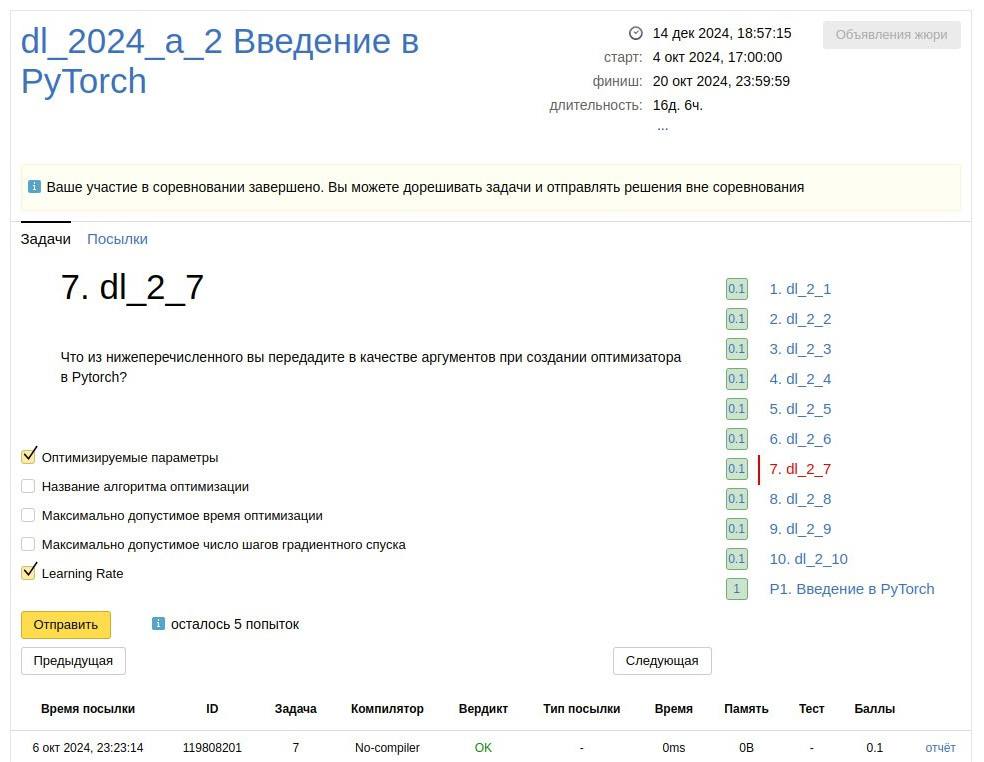 dl_2024_a_2 Введение в
PyTorch
14 дек 2024, 18:57:15
старт: 4 окт 2024, 17:00:00
финиш: 20 окт 2024, 23:59:59
длительность: 16д. 6ч.
...
Объявления жюри
Ваше участие в соревновании завершено. Вы можете дорешивать задачи и отправлять решения вне соревнования
Задачи Посылки
7. dl_2_7
Что из нижеперечисленного вы передадите в качестве аргументов при создании оптимизатора
в Pytorch?
Оптимизируемые параметры
Название алгоритма оптимизации
Максимально допустимое время оптимизации
Максимально допустимое число шагов градиентного спуска
Learning Rate
Отправить осталось 5 попыток
Предыдущая Следующая
0.1 1. dl_2_1
0.1 2. dl_2_2
0.1 3. dl_2_3
0.1 4. dl_2_4
0.1 5. dl_2_5
0.1 6. dl_2_6
0.1 7. dl_2_7
0.1 8. dl_2_8
0.1 9. dl_2_9
0.1 10. dl_2_10
1 P1. Введение в PyTorch
Время посылки ID Задача Компилятор Вердикт Тип посылки Время Память Тест Баллы
6 окт 2024, 23:23:14 119808201 7 No-compiler OK - 0ms 0B - 0.1 отчёт